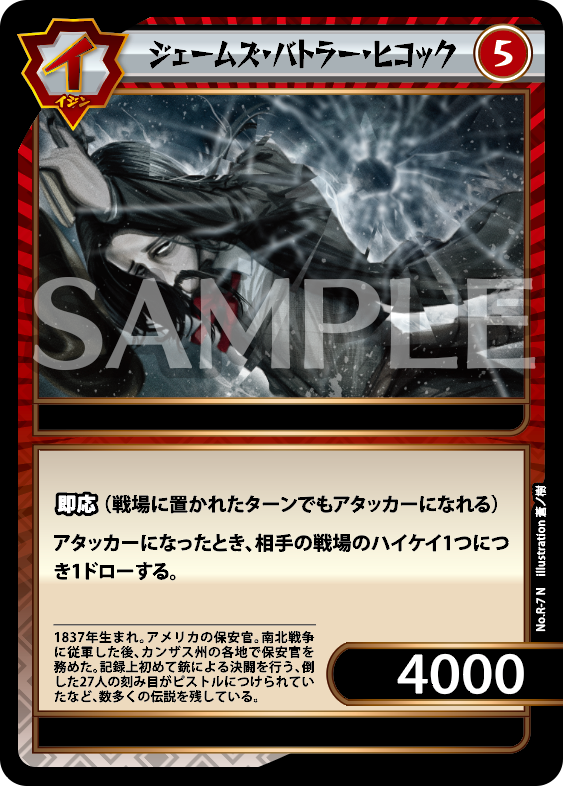 イ
イジン
ジェームズ・バトラー・ヒコック
5
SAMPLE
即応（戦場に置かれたターンでもアタッカーになれる）
アタッカーになったとき、相手の戦場のハイケイ1つにつ
き1ドローする。
No.R-7 N illustration 蒼ノ樹
1837年生まれ。アメリカの保安官。南北戦争
に従軍した後、カンザス州の各地で保安官を
務めた。記録上初めて銃による決闘を行う、倒
した27人の刻み目がピストルにつけられてい
たなど、数多くの伝説を残している。
4000